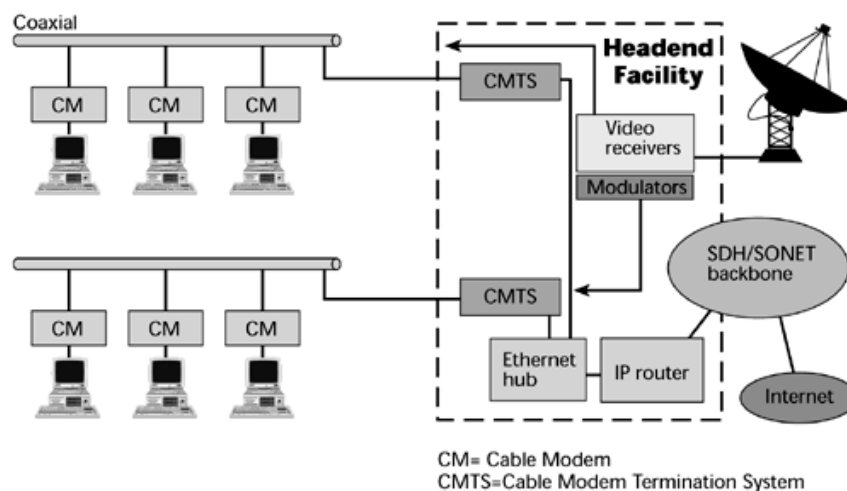 Coaxial
CM
CM
CM
CMTS
Headend
Facility
Video
receivers
Modulators
SDH/SONET
backbone
CMTS
CM
CM
CM
Ethernet
hub
IP router
Internet
CM= Cable Modem
CMTS=Cable Modem Termination System